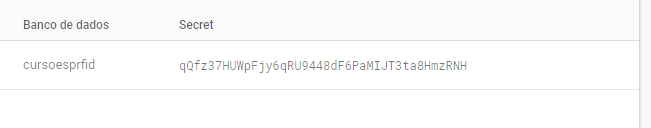 Banco de dados Secret
cursoesprfid qQfz37HUWpFjy6qRU9448dF6PaMIJT3ta8HmzRNH